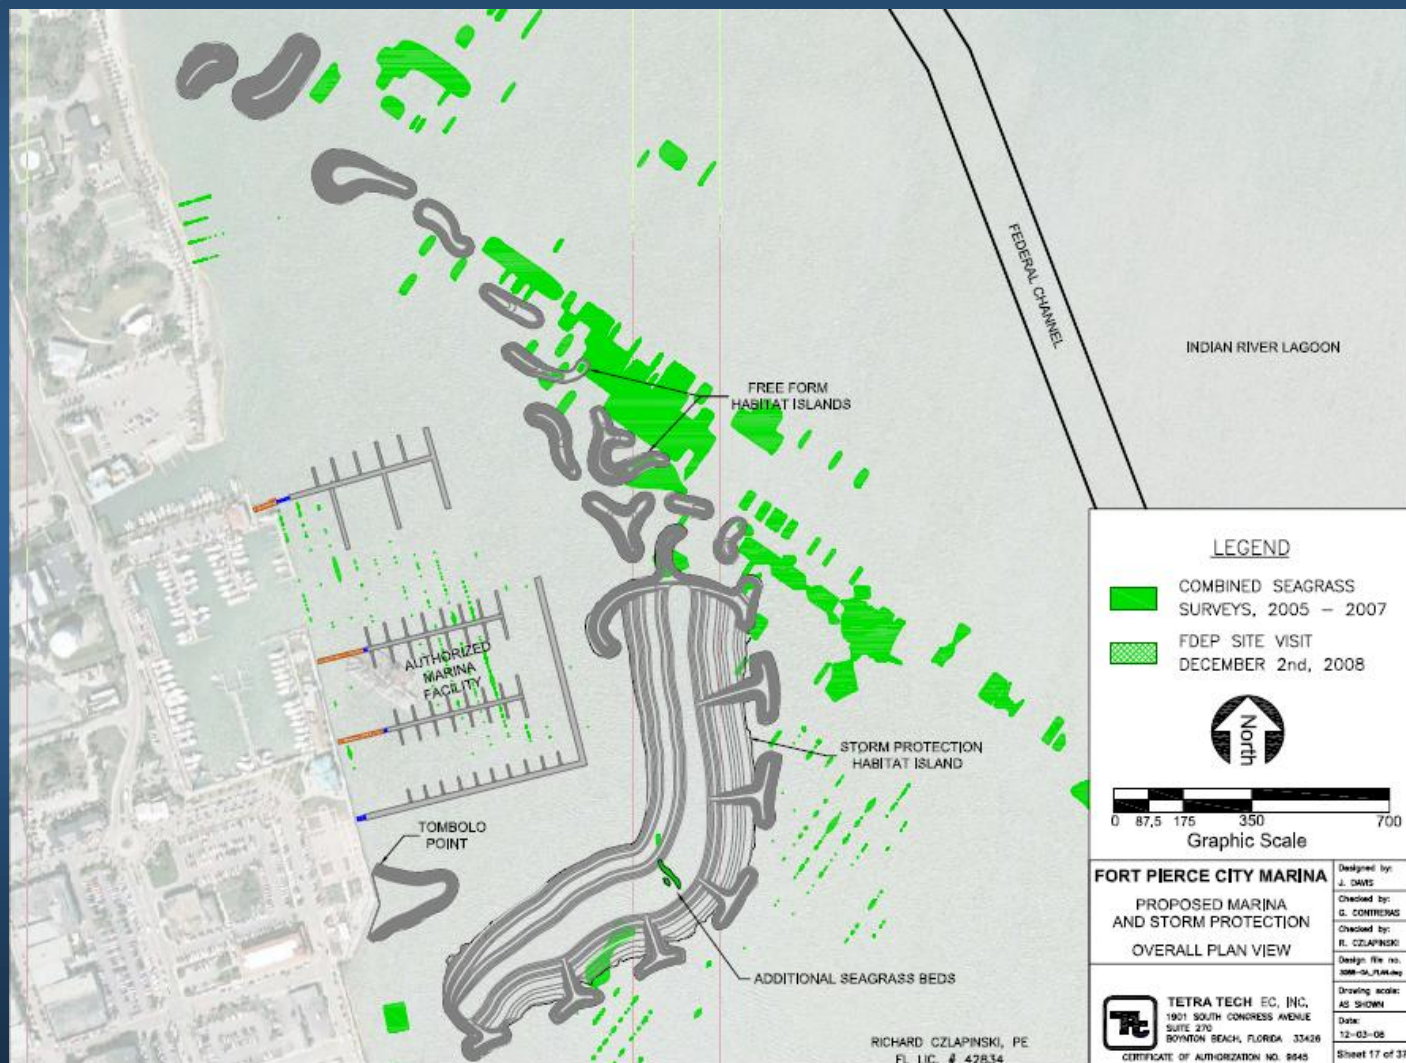 FEDERAL CHANNEL
INDIAN RIVER LAGOON
FREE FORM
HABITAT ISLANDS
AUTHORIZED
MARINA
FACILITY
STORM PROTECTION
HABITAT ISLAND
TOMBOLO
POINT
ADDITIONAL SEAGRASS BEDS
RICHARD CZLAPINSKI, PE
FL LIC. # 42834
LEGEND
COMBINED SEAGRASS
SURVEYS, 2005 – 2007
FDEP SITE VISIT
DECEMBER 2nd, 2008
North
0 87,5 175 350 700
Graphic Scale
FORT PIERCE CITY MARINA
PROPOSED MARINA
AND STORM PROTECTION
OVERALL PLAN VIEW
TETRA TECH EC, INC.
1901 SOUTH CONGRESS AVENUE
SUITE 270
BOYNTON BEACH, FLORIDA 33426
CERTIFICATE OF AUTHORIZATION NO. 9645
Designed by:
J. DAVIS
Checked by:
G. CONTRERAS
Checked by:
R. CZLAPINSKI
Design file no.
Drawing scale:
AS SHOWN
Date:
12-03-08
Sheet 17 of 37